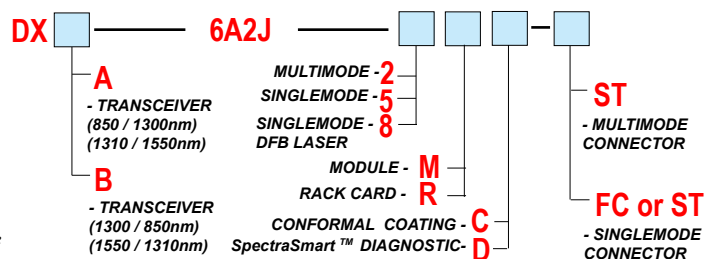 DX 6A2J
A
- TRANSCEIVER
(850 / 1300nm)
(1310 / 1550nm)
B
- TRANSCEIVER
(1300 / 850nm)
(1550 / 1310nm)
MULTIMODE - 2
SINGLEMODE - 5
SINGLEMODE - 8
DFB LASER
MODULE - M
RACK CARD - R
CONFORMAL COATING - C
SpectraSmart ™ DIAGNOSTIC- D
ST
- MULTIMODE
CONNECTOR
FC or ST
- SINGLEMODE
CONNECTOR